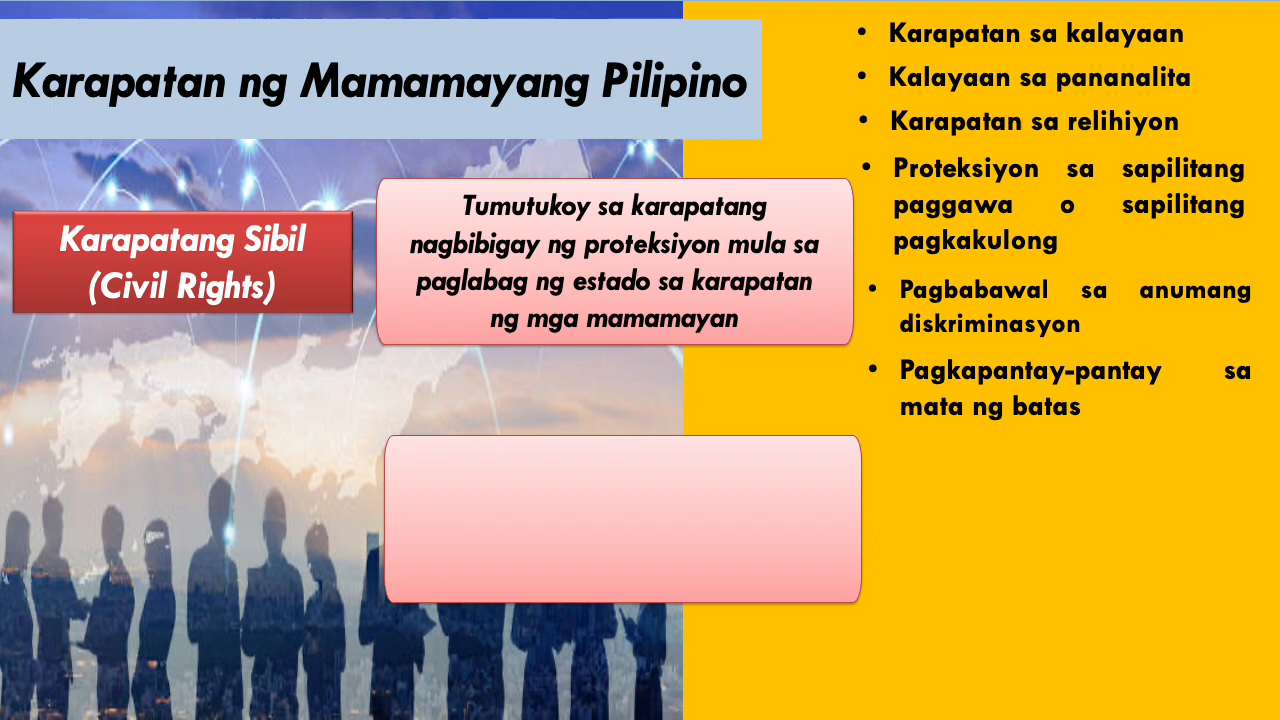 Karapatan ng Mamamayang Pilipino
Karapatang Sibil
(Civil Rights)
Tumutukoy sa karapatang
nagbibigay ng proteksiyon mula sa
paglabag ng estado sa karapatan
ng mga mamamayan
• Karapatan sa kalayaan
• Kalayaan sa pananalita
• Karapatan sa relihiyon
• Proteksiyon sa sapilitang
paggawa o sapilitang
pagkakulong
• Pagbabawal sa anumang
diskriminasyon
• Pagkapantay-pantay sa
mata ng batas